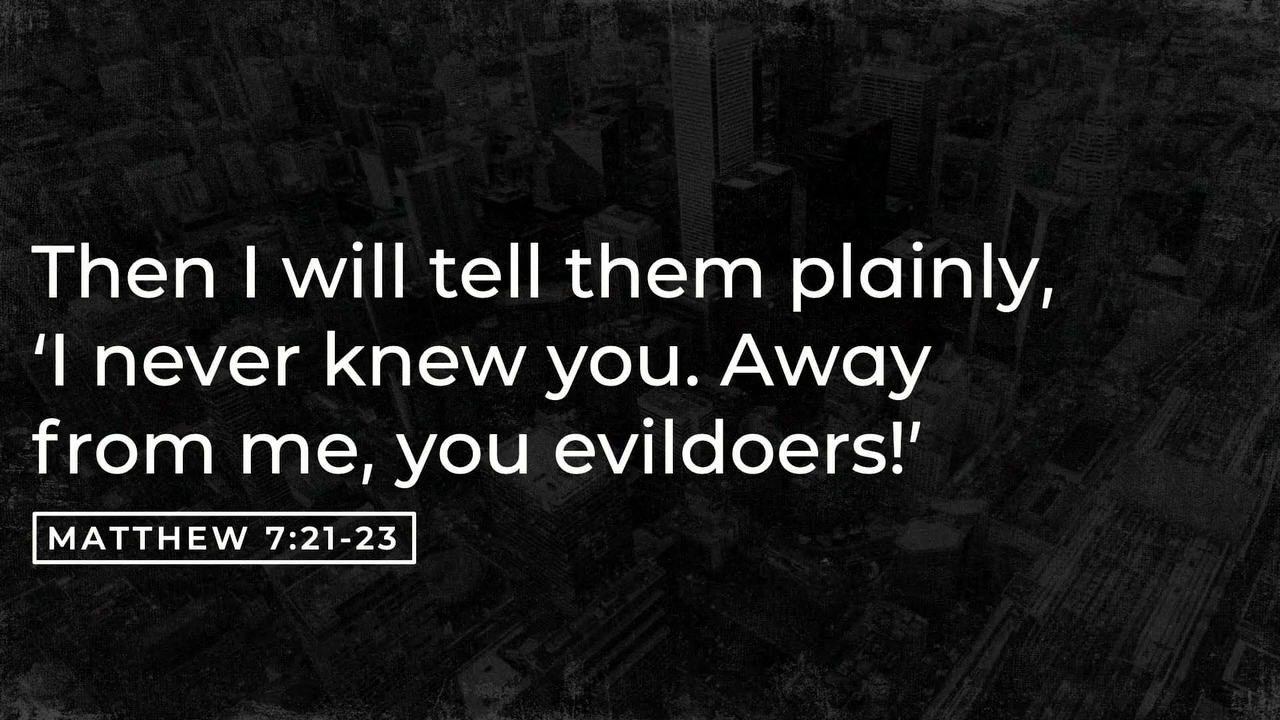 Then I will tell them plainly,
‘I never knew you. Away
from me, you evildoers!’
MATTHEW 7:21-23